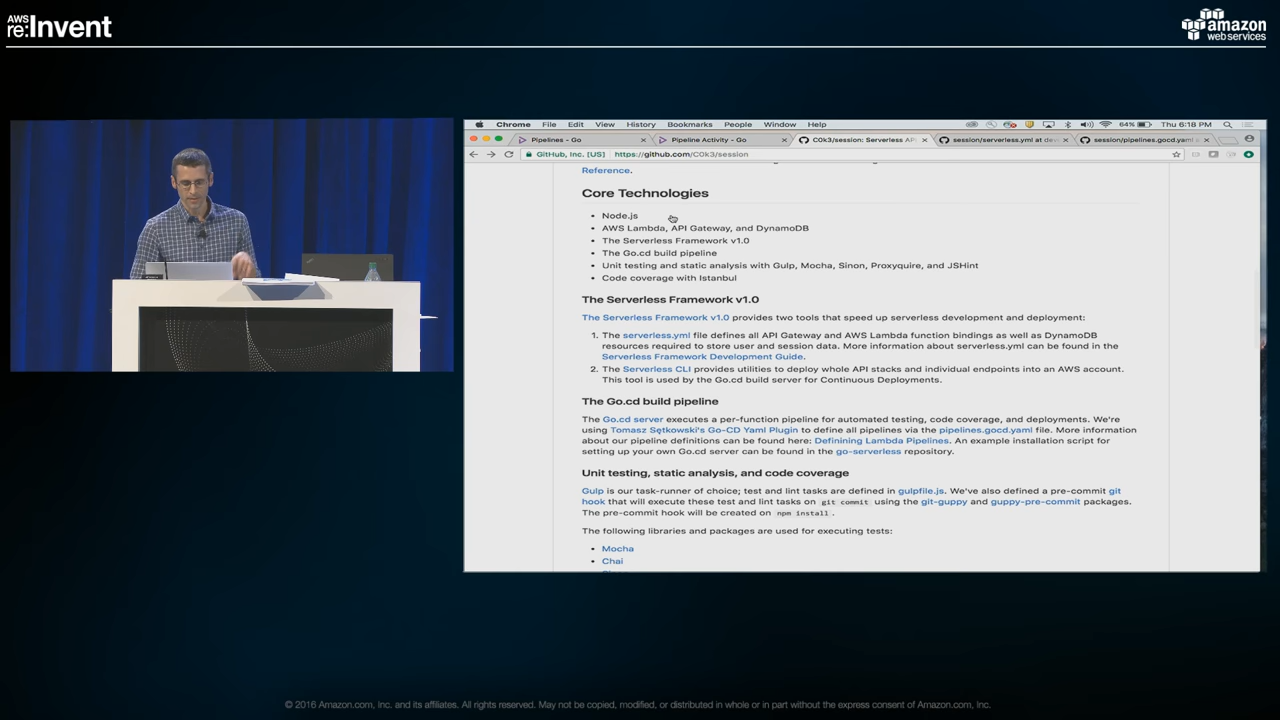 AWS
re:Invent
amazon
webservices
Chrome File Edit View History Bookmarks People Window Help
64% Thu 6:18 PM
Pipelines - Go
Pipeline Activity - Go
C0k3/session: Serverless AP
session/serverless.yml at dev
session/pipelines.gocd.yaml
GitHub, Inc. [US] https://github.com/C0k3/session
Reference.
Core Technologies
Node.js
AWS Lambda, API Gateway, and DynamoDB
The Serverless Framework v1.0
The Go.cd build pipeline
Unit testing and static analysis with Gulp, Mocha, Sinon, Proxyquire, and JSHint
Code coverage with Istanbul
The Serverless Framework v1.0
The Serverless Framework v1.0 provides two tools that speed up serverless development and deployment:
1. The serverless.yml file defines all API Gateway and AWS Lambda function bindings as well as DynamoDB
resources required to store user and session data. More information about serverless.yml can be found in the
Serverless Framework Development Guide.
2. The Serverless CLI provides utilities to deploy whole API stacks and individual endpoints into an AWS account.
This tool is used by the Go.cd build server for Continuous Deployments.
The Go.cd build pipeline
The Go.cd server executes a per-function pipeline for automated testing, code coverage, and deployments. We're
using Tomasz Sętkowski's Go-CD Yaml Plugin to define all pipelines via the pipelines.gocd.yaml file. More information
about our pipeline definitions can be found here: Definining Lambda Pipelines. An example installation script for
setting up your own Go.cd server can be found in the go-serverless repository.
Unit testing, static analysis, and code coverage
Gulp is our task-runner of choice; test and lint tasks are defined in gulpfile.js. We've also defined a pre-commit git
hook that will execute these test and lint tasks on git commit using the git-guppy and guppy-pre-commit packages.
The pre-commit hook will be created on npm install.
The following libraries and packages are used for executing tests:
Mocha
Chai
© 2016 Amazon.com, Inc. and its affiliates. All rights reserved. May not be copied, modified, or distributed in whole or in part without the express consent of Amazon.com, Inc.